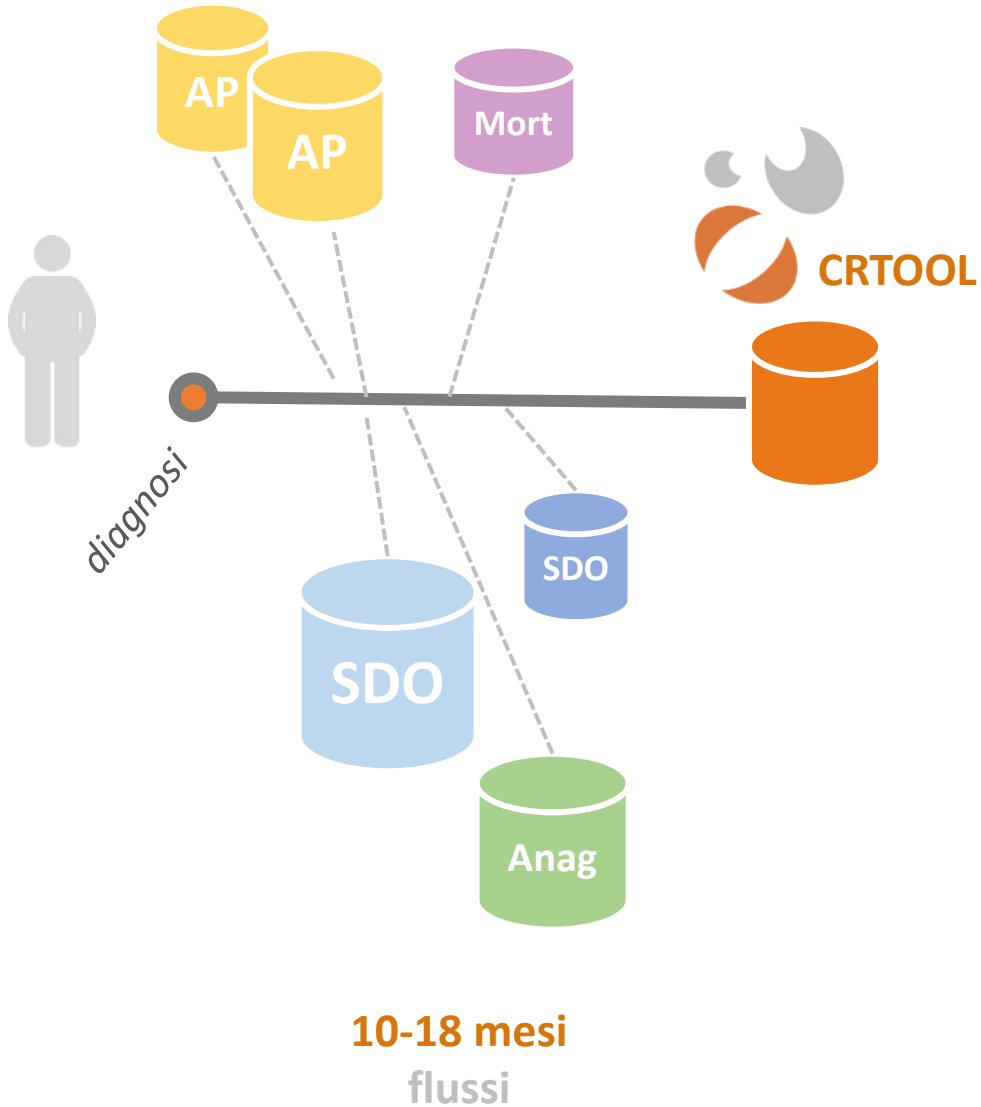 AP
AP
Mort
CRTOOL
diagnosi
SDO
SDO
Anag
10-18 mesi
flussi